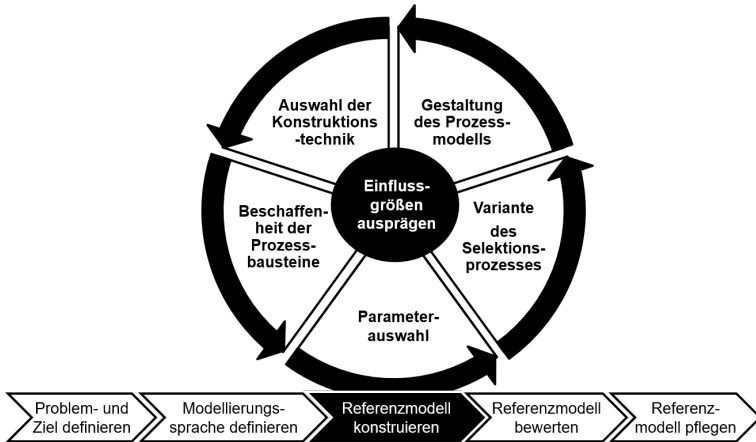 Auswahl der
Konstruktions
-technik
Gestaltung
des Prozess-
modells
Einfluss-
größen
ausprägen
Beschaffen-
heit der
Prozess-
bausteine
Variante
des
Selektions-
prozesses
Parameter-
auswahl
Problem- und
Ziel definieren
Modellierungs-
sprache definieren
Referenzmodell
konstruieren
Referenzmodell
bewerten
Referenz-
modell pflegen